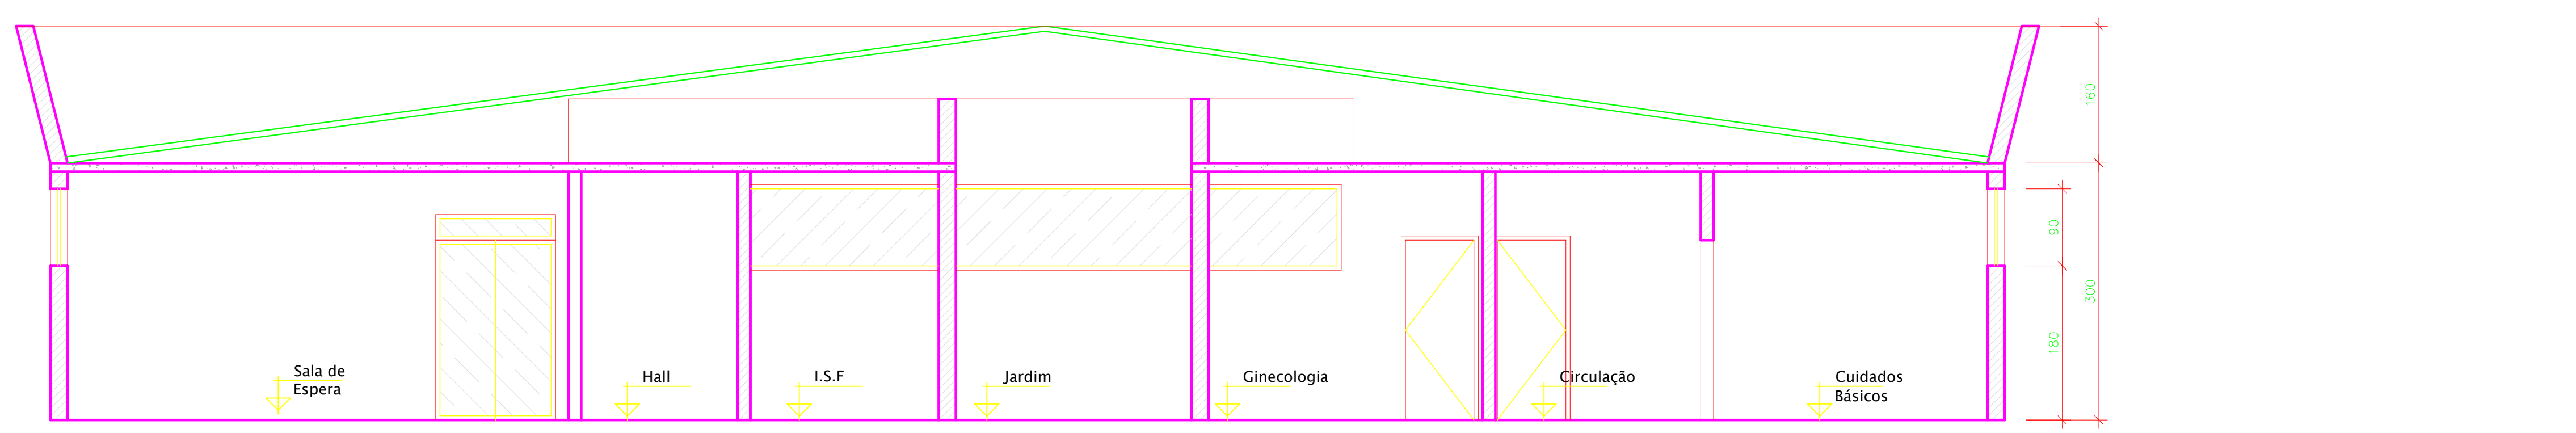 160
90
300
180
Sala de
Espera
Hall
I.S.F
Jardim
Ginecologia
Circulação
Cuidados
Básicos